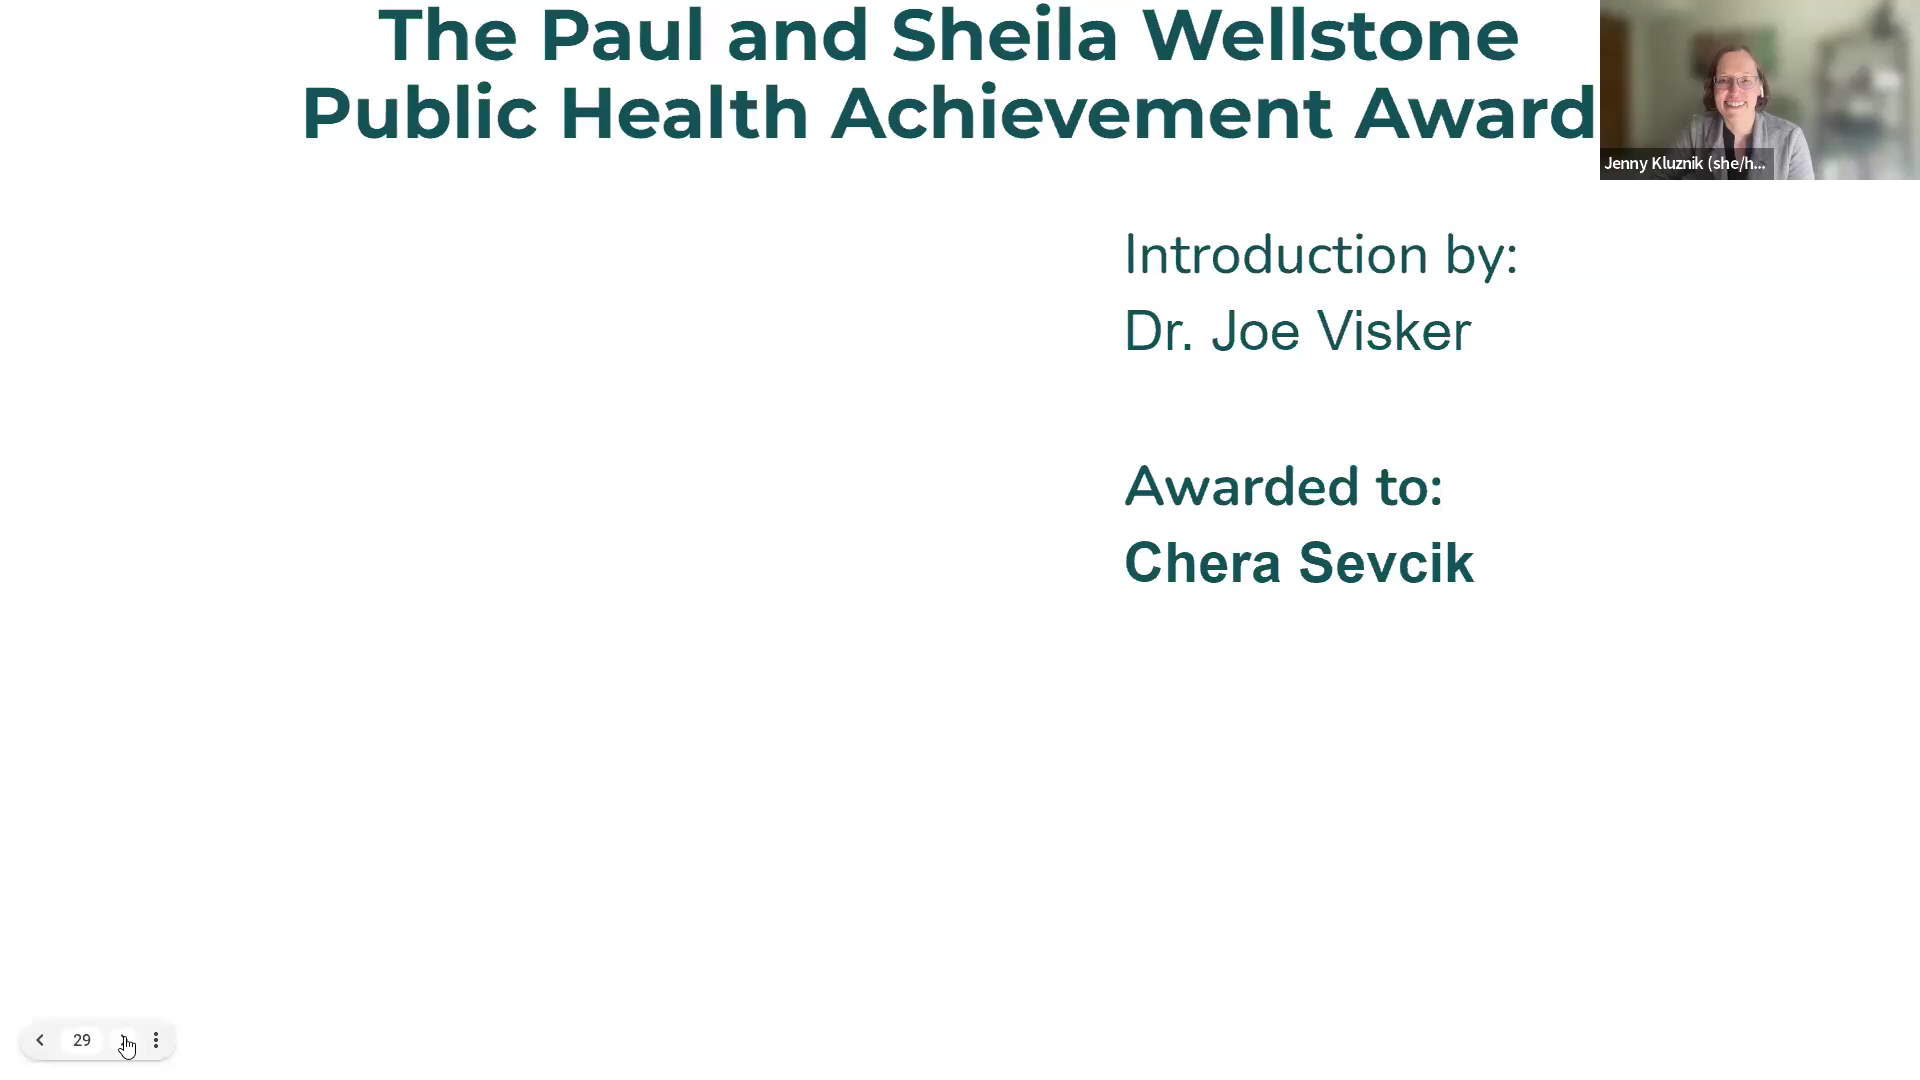 The Paul and Sheila Wellstone
Public Health Achievement Award
Jenny Kluznik (she/h...
Introduction by:
Dr. Joe Visker
Awarded to:
Chera Sevcik
29